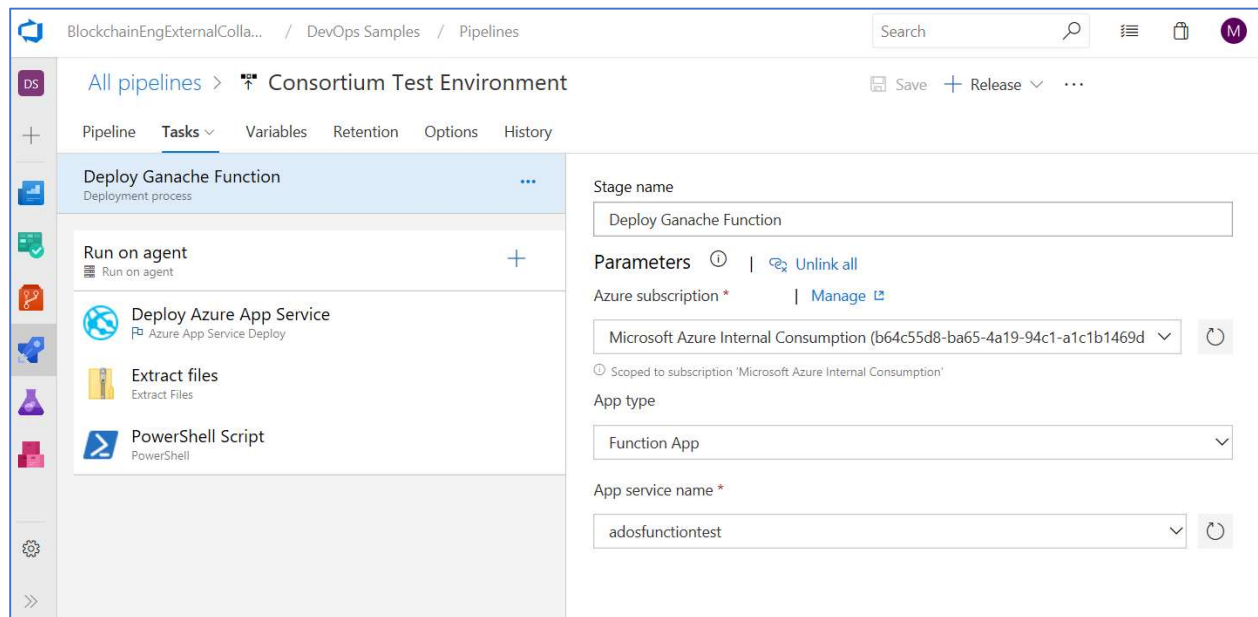 BlockchainEngExternalColla... / DevOps Samples / Pipelines
Search
M
DS
All pipelines > Consortium Test Environment
Save + Release ...
Pipeline Tasks Variables Retention Options History
Deploy Ganache Function
Deployment process
...
Run on agent
Run on agent
Deploy Azure App Service
Azure App Service Deploy
Extract files
Extract Files
PowerShell Script
PowerShell
Stage name
Deploy Ganache Function
Parameters | Unlink all
Azure subscription * | Manage
Microsoft Azure Internal Consumption (b64c55d8-ba65-4a19-94c1-a1c1b1469d
Scoped to subscription 'Microsoft Azure Internal Consumption'
App type
Function App
App service name *
adosfunctiontest